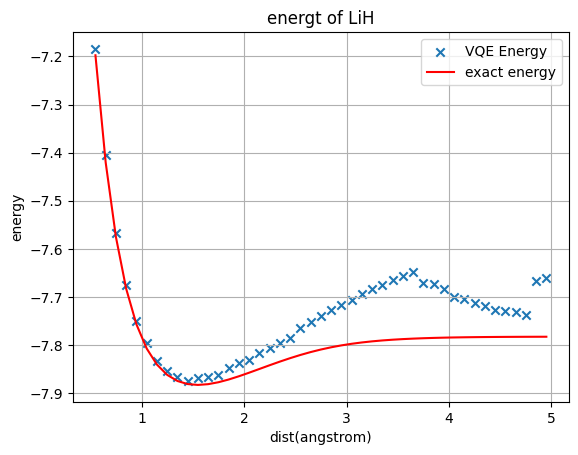 energt of LiH
VQE Energy
exact energy
−7.2
−7.3
−7.4
−7.5
−7.6
−7.7
−7.8
−7.9
energy
1
2
3
4
5
dist(angstrom)